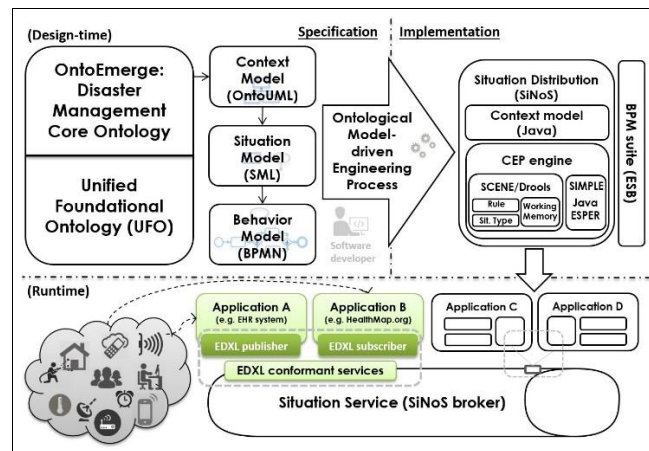 (Design-time)
Specification
Implementation
OntoEmerge:
Disaster
Management
Core Ontology
Unified
Foundational
Ontology (UFO)
Context
Model
(OntoUML)
Situation
Model
(SML)
Behavior
Model
(BPMN)
Ontological
Model-
driven
Engineering
Process
Software
developer
Situation Distribution
(SiNoS)
Context model
(Java)
CEP engine
SCENE/Drools
Rule
Sit. Type
Working
Memory
SIMPLE
Java
ESPER
BPM suite (ESB)
(Runtime)
Application A
(e.g. EHR system)
EDXL publisher
Application B
(e.g. HealthMap.org)
EDXL subscriber
EDXL conformant services
Application C
Application D
Situation Service (SiNoS broker)